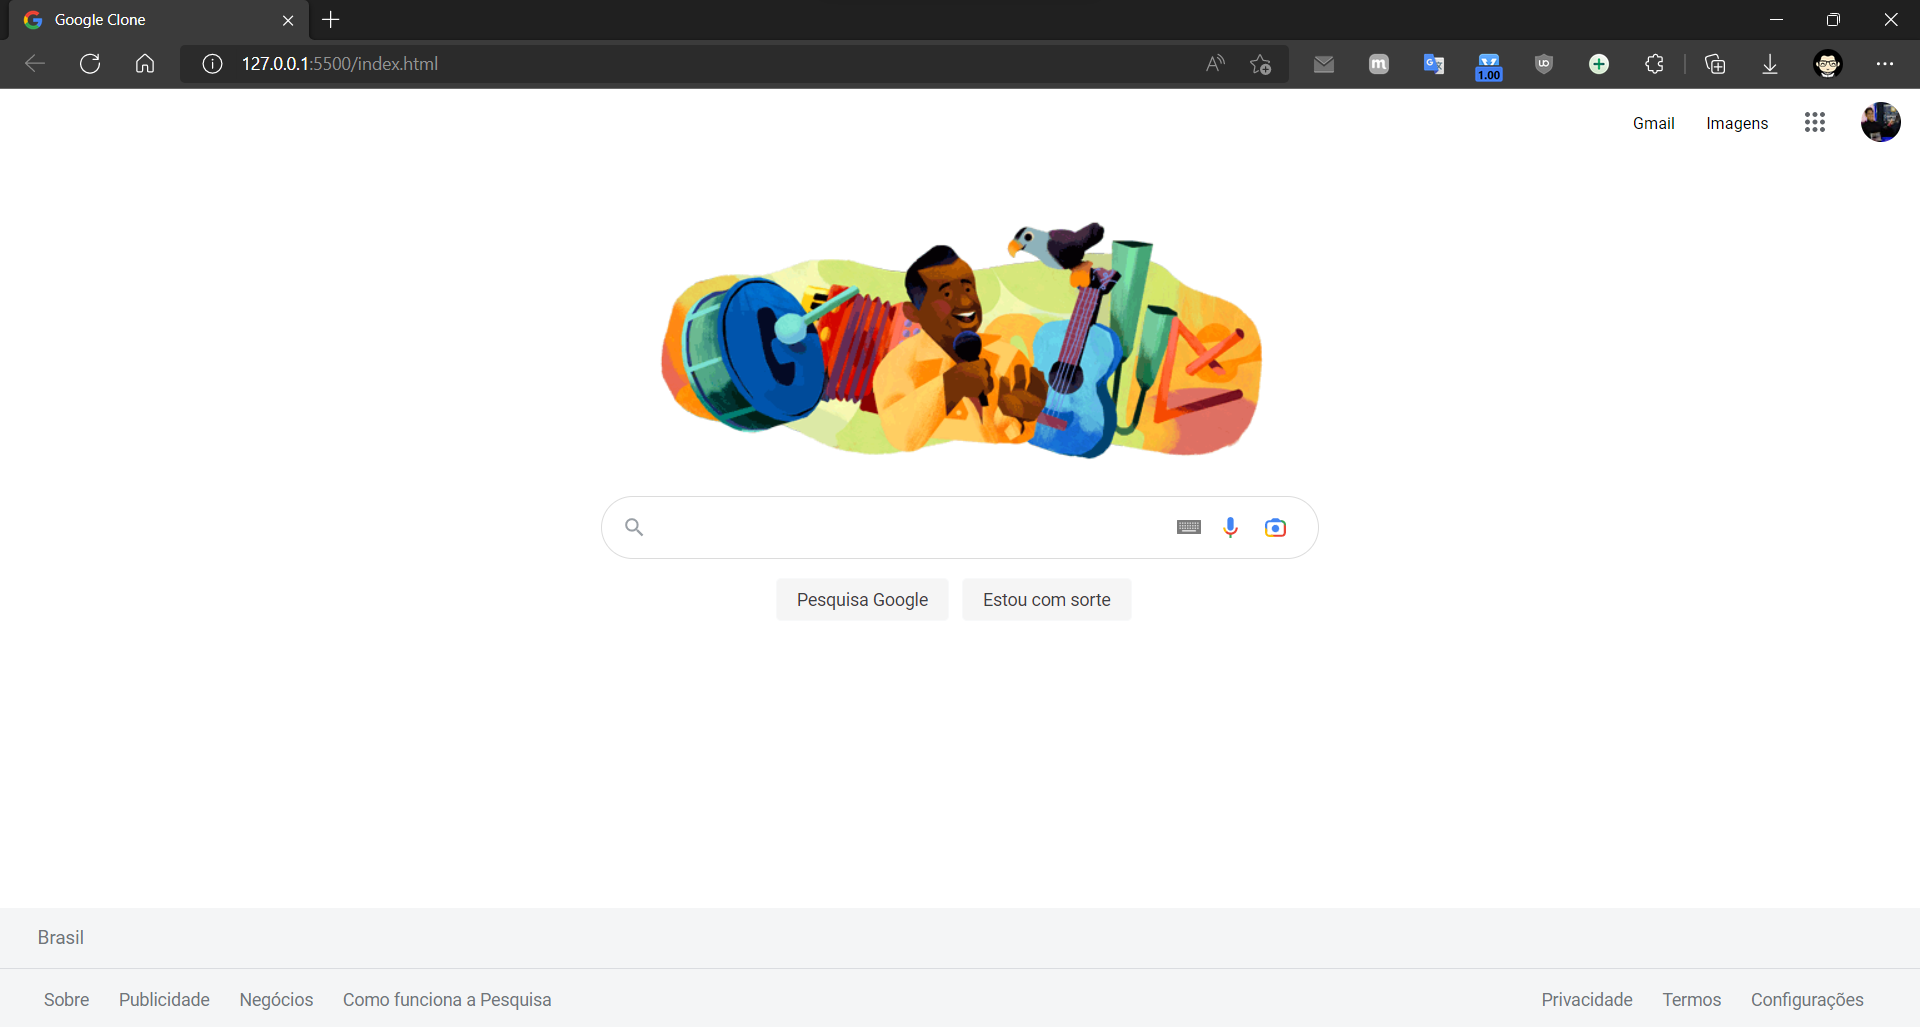 Google Clone
127.0.0.1:5500/index.html
1.00
Gmail Imagens
Pesquisa Google Estou com sorte
Brasil
Sobre Publicidade Negócios Como funciona a Pesquisa Privacidade Termos Configurações